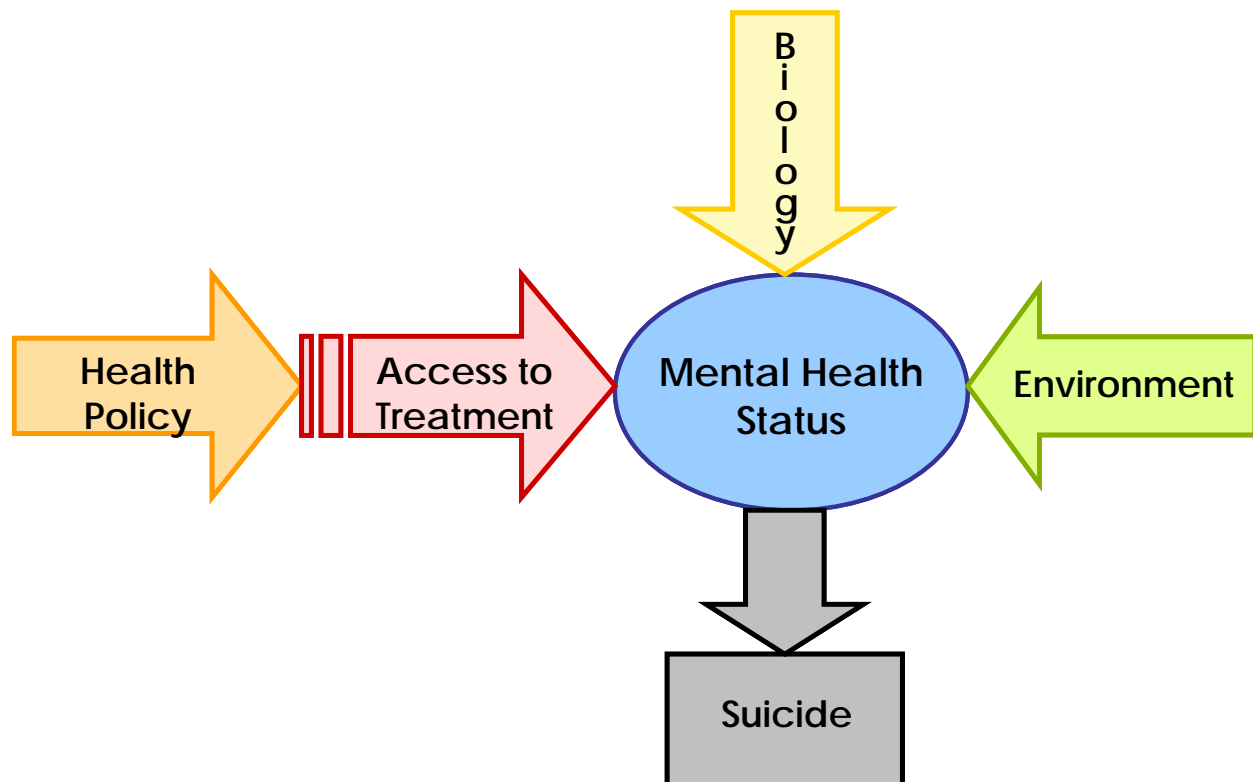 Biology
Health
Policy
Access to
Treatment
Mental Health
Status
Environment
Suicide